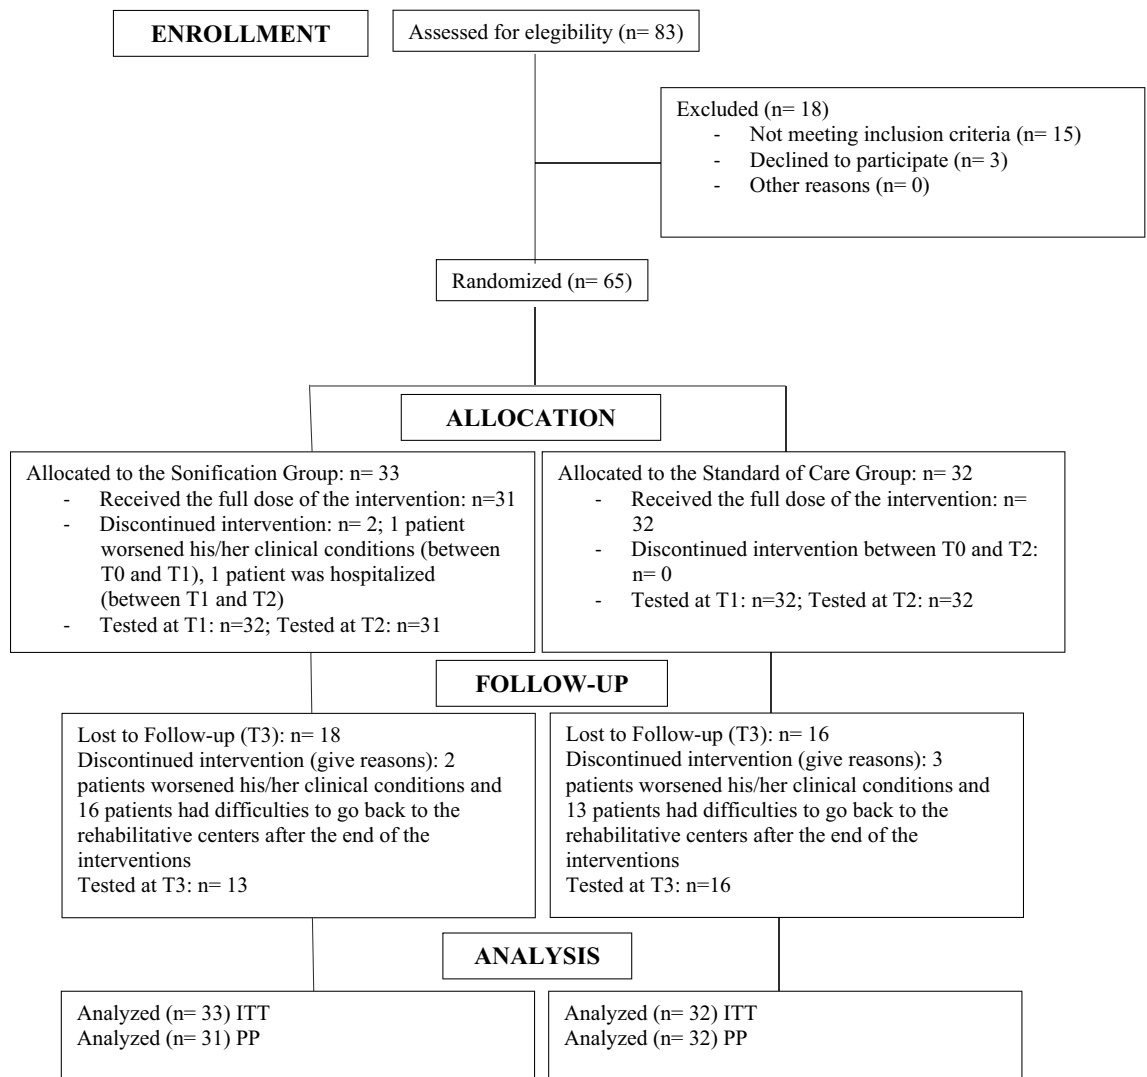 ENROLLMENT
Assessed for elegibility (n= 83)
Excluded (n= 18)
- Not meeting inclusion criteria (n= 15)
- Declined to participate (n= 3)
- Other reasons (n= 0)
Randomized (n= 65)
ALLOCATION
Allocated to the Sonification Group: n= 33
- Received the full dose of the intervention: n=31
- Discontinued intervention: n= 2; 1 patient
worsened his/her clinical conditions (between
T0 and T1), 1 patient was hospitalized
(between T1 and T2)
- Tested at T1: n=32; Tested at T2: n=31
Allocated to the Standard of Care Group: n= 32
- Received the full dose of the intervention: n=
32
- Discontinued intervention between T0 and T2:
n= 0
- Tested at T1: n=32; Tested at T2: n=32
FOLLOW-UP
Lost to Follow-up (T3): n= 18
Discontinued intervention (give reasons): 2
patients worsened his/her clinical conditions and
16 patients had difficulties to go back to the
rehabilitative centers after the end of the
interventions
Tested at T3: n= 13
Lost to Follow-up (T3): n= 16
Discontinued intervention (give reasons): 3
patients worsened his/her clinical conditions and
13 patients had difficulties to go back to the
rehabilitative centers after the end of the
interventions
Tested at T3: n=16
ANALYSIS
Analyzed (n= 33) ITT
Analyzed (n= 31) PP
Analyzed (n= 32) ITT
Analyzed (n= 32) PP